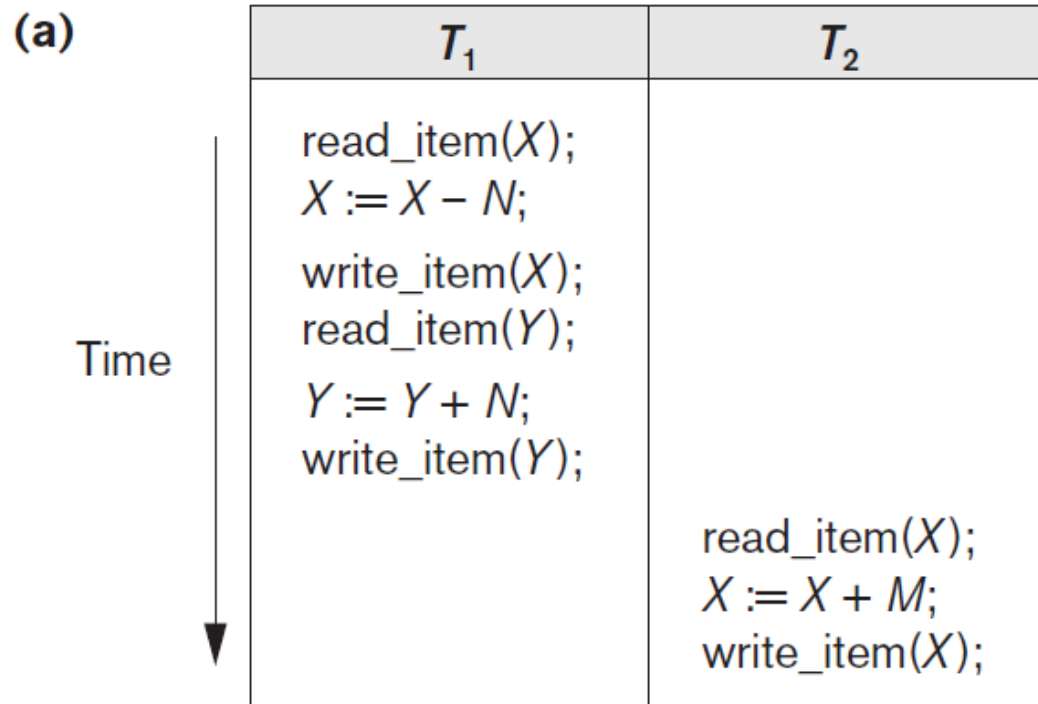 (a)
T₁ T₂
read_item(X);
X := X – N;
write_item(X);
read_item(Y);
Time
Y := Y + N;
write_item(Y);
read_item(X);
X := X + M;
write_item(X);